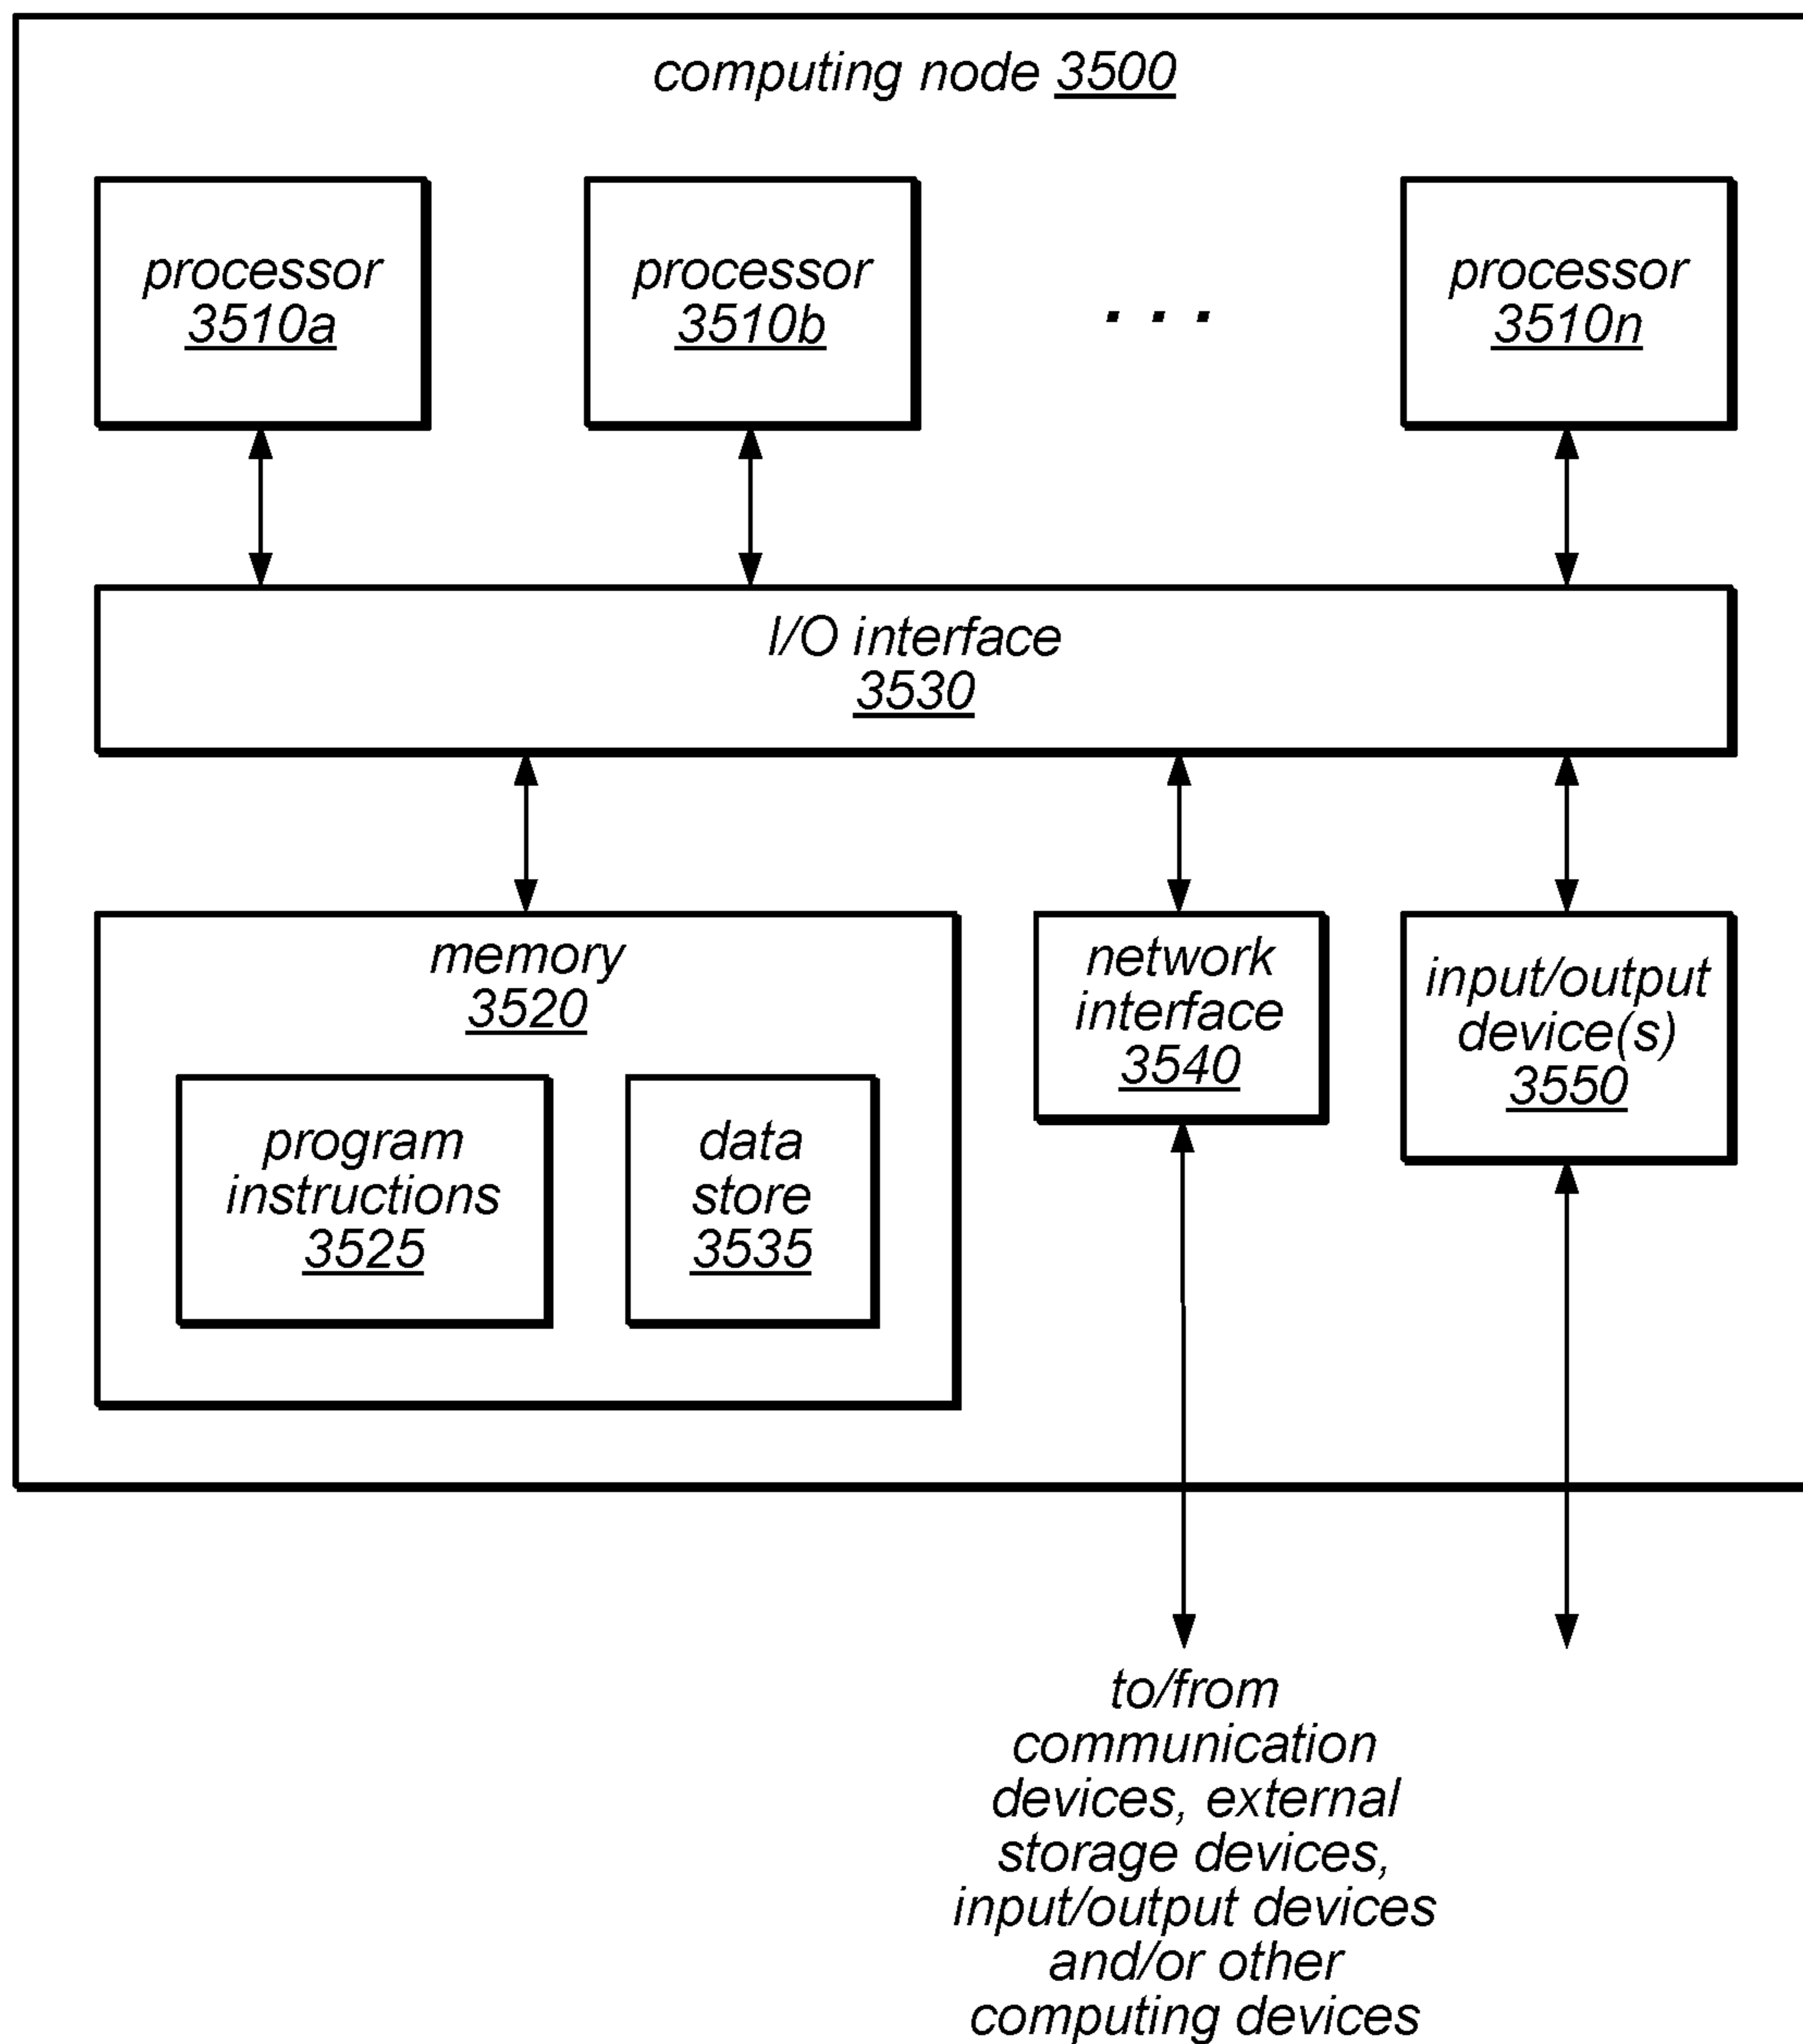 computing node 3500
processor
3510a
processor
3510b
. . .
processor
3510n
I/O interface
3530
memory
3520
program
instructions
3525
data
store
3535
network
interface
3540
input/output
device(s)
3550
to/from
communication
devices, external
storage devices,
input/output devices
and/or other
computing devices